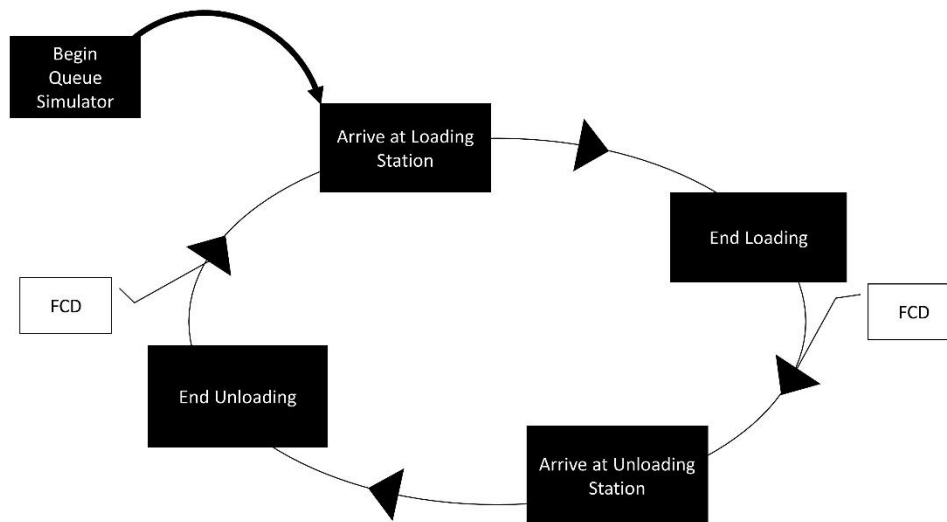 Begin
Queue
Simulator
Arrive at Loading
Station
End Loading
FCD
FCD
End Unloading
Arrive at Unloading
Station